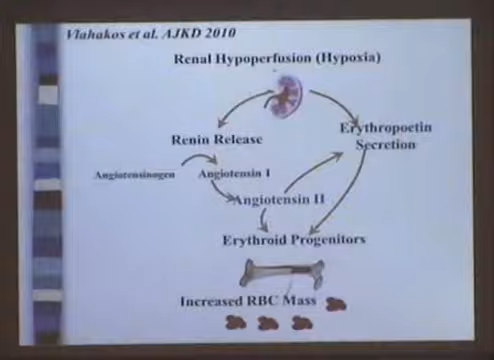 Vlahakos et al. AJKD 2010
Renal Hypoperfusion (Hypoxia)
Renin Release
Erythropoetin
Secretion
Angiotensinogen
Angiotensin I
Angiotensin II
Erythroid Progenitors
Increased RBC Mass